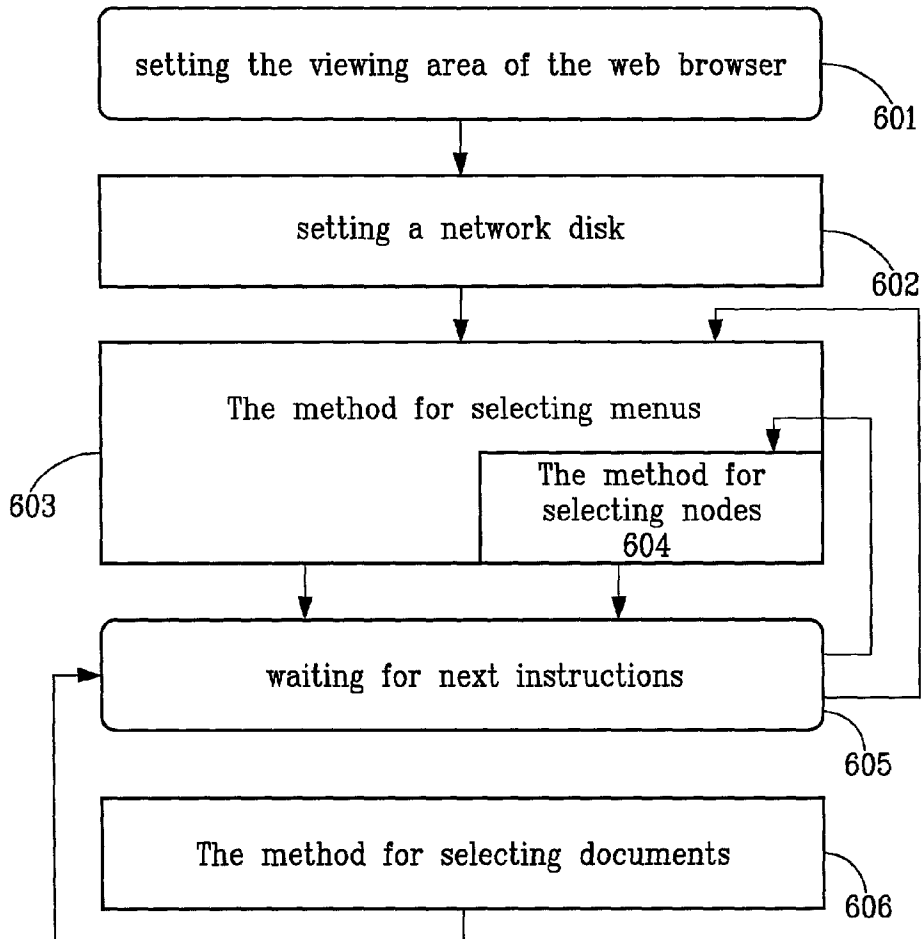 setting the viewing area of the web browser
601
setting a network disk
602
The method for selecting menus
603
The method for
selecting nodes
604
waiting for next instructions
605
The method for selecting documents
606